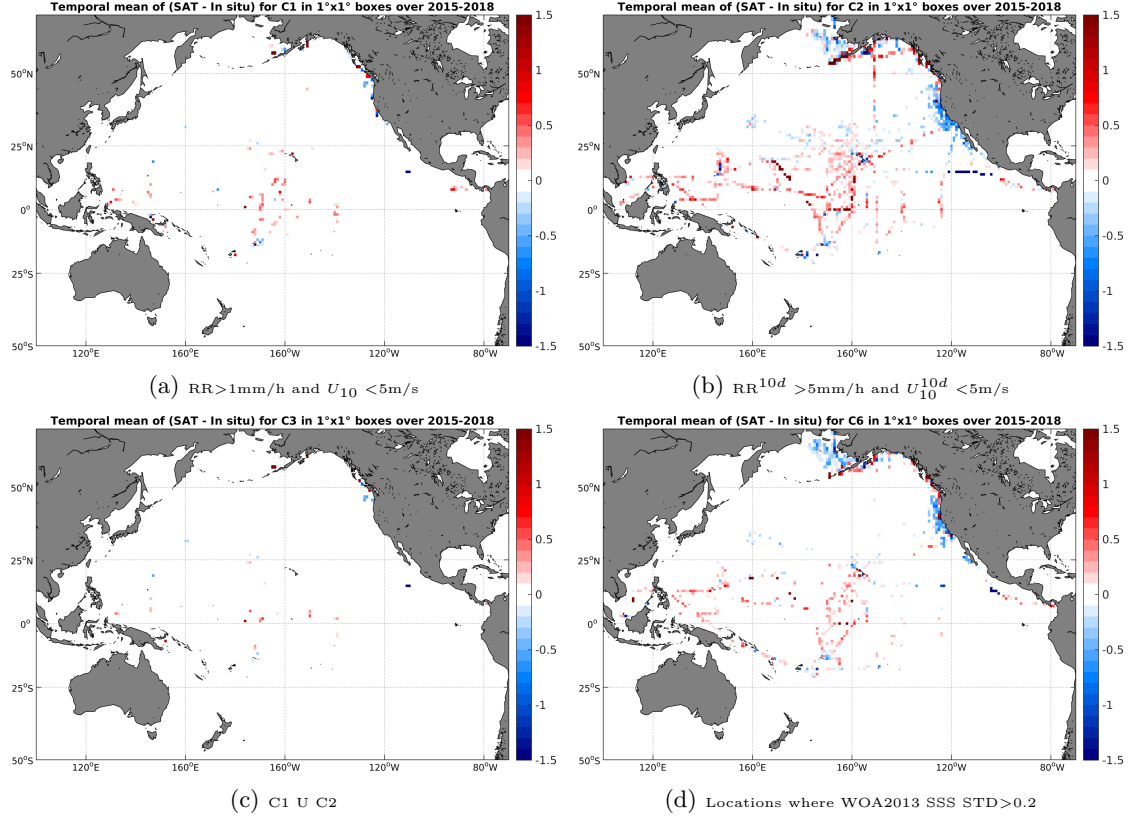 Temporal mean of (SAT - In situ) for C1 in 1°x1° boxes over 2015-2018
50°N
25°N
0°
25°S
50°S
120°E 160°E 160°W 120°W 80°W
1.5
1
0.5
0
-0.5
-1
-1.5
(a) RR>1mm/h and U10 <5m/s
Temporal mean of (SAT - In situ) for C2 in 1°x1° boxes over 2015-2018
50°N
25°N
0°
25°S
50°S
120°E 160°E 160°W 120°W 80°W
1.5
1
0.5
0
-0.5
-1
-1.5
(b) RR^10d >5mm/h and U10^10d <5m/s
Temporal mean of (SAT - In situ) for C3 in 1°x1° boxes over 2015-2018
50°N
25°N
0°
25°S
50°S
120°E 160°E 160°W 120°W 80°W
1.5
1
0.5
0
-0.5
-1
-1.5
(c) C1 U C2
Temporal mean of (SAT - In situ) for C6 in 1°x1° boxes over 2015-2018
50°N
25°N
0°
25°S
50°S
120°E 160°E 160°W 120°W 80°W
1.5
1
0.5
0
-0.5
-1
-1.5
(d) Locations where WOA2013 SSS STD>0.2